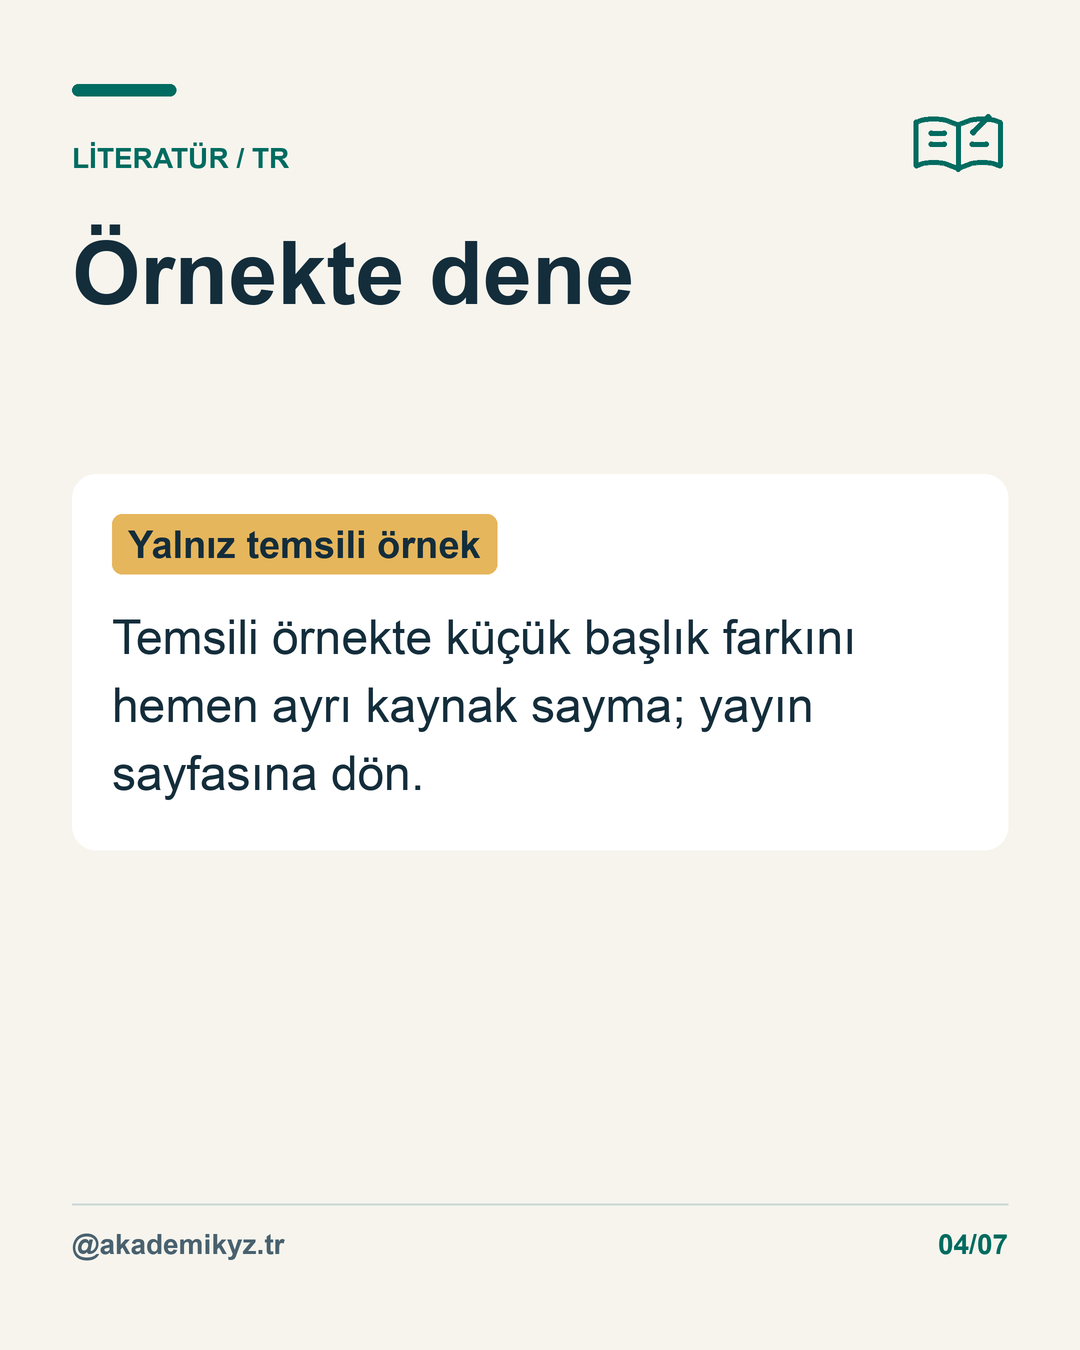 LİTERATÜR / TR
Örnekte dene
Yalnız temsili örnek
Temsili örnekte küçük başlık farkını
hemen ayrı kaynak sayma; yayın
sayfasına dön.
@akademikyz.tr
04/07